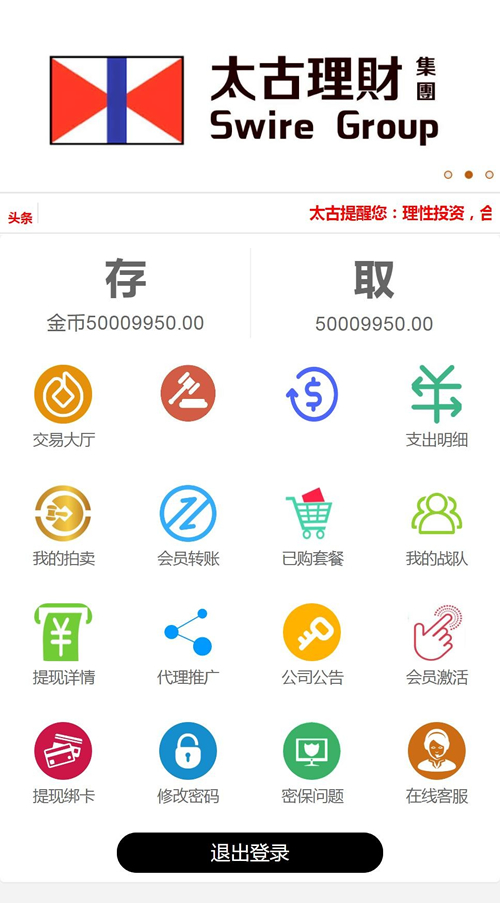 太古理財 集團
Swire Group
头条
太古提醒您：理性投资，合
存
取
金币50009950.00
50009950.00
交易大厅
支出明细
我的拍卖
会员转账
已购套餐
我的战队
提现详情
代理推广
公司公告
会员激活
提现绑卡
修改密码
密保问题
在线客服
退出登录